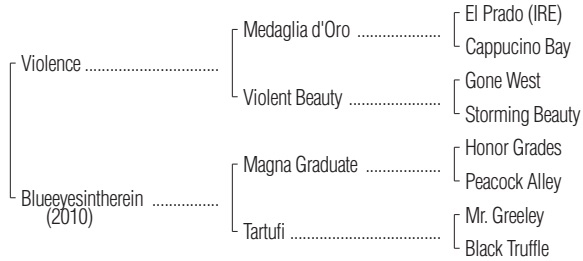 El Prado (IRE)
Medaglia d'Oro ....................
Cappucino Bay
Violence .................................
Gone West
Violent Beauty ......................
Storming Beauty
Honor Grades
Magna Graduate ..................
Peacock Alley
Blueeyesintherein ................
(2010)
Mr. Greeley
Tartufi .....................................
Black Truffle